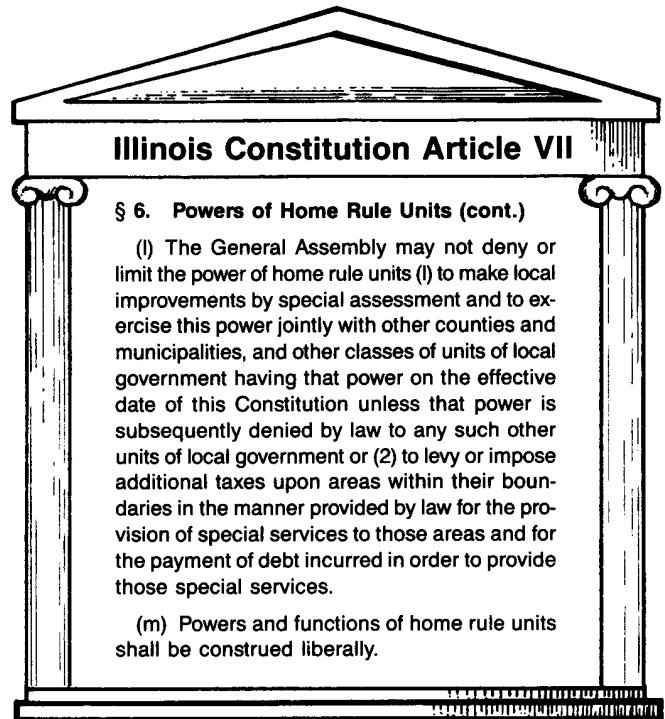 Illinois Constitution Article VII
§ 6. Powers of Home Rule Units (cont.)
(l) The General Assembly may not deny or
limit the power of home rule units (l) to make local
improvements by special assessment and to ex-
ercise this power jointly with other counties and
municipalities, and other classes of units of local
government having that power on the effective
date of this Constitution unless that power is
subsequently denied by law to any such other
units of local government or (2) to levy or impose
additional taxes upon areas within their boun-
daries in the manner provided by law for the pro-
vision of special services to those areas and for
the payment of debt incurred in order to provide
those special services.
(m) Powers and functions of home rule units
shall be construed liberally.